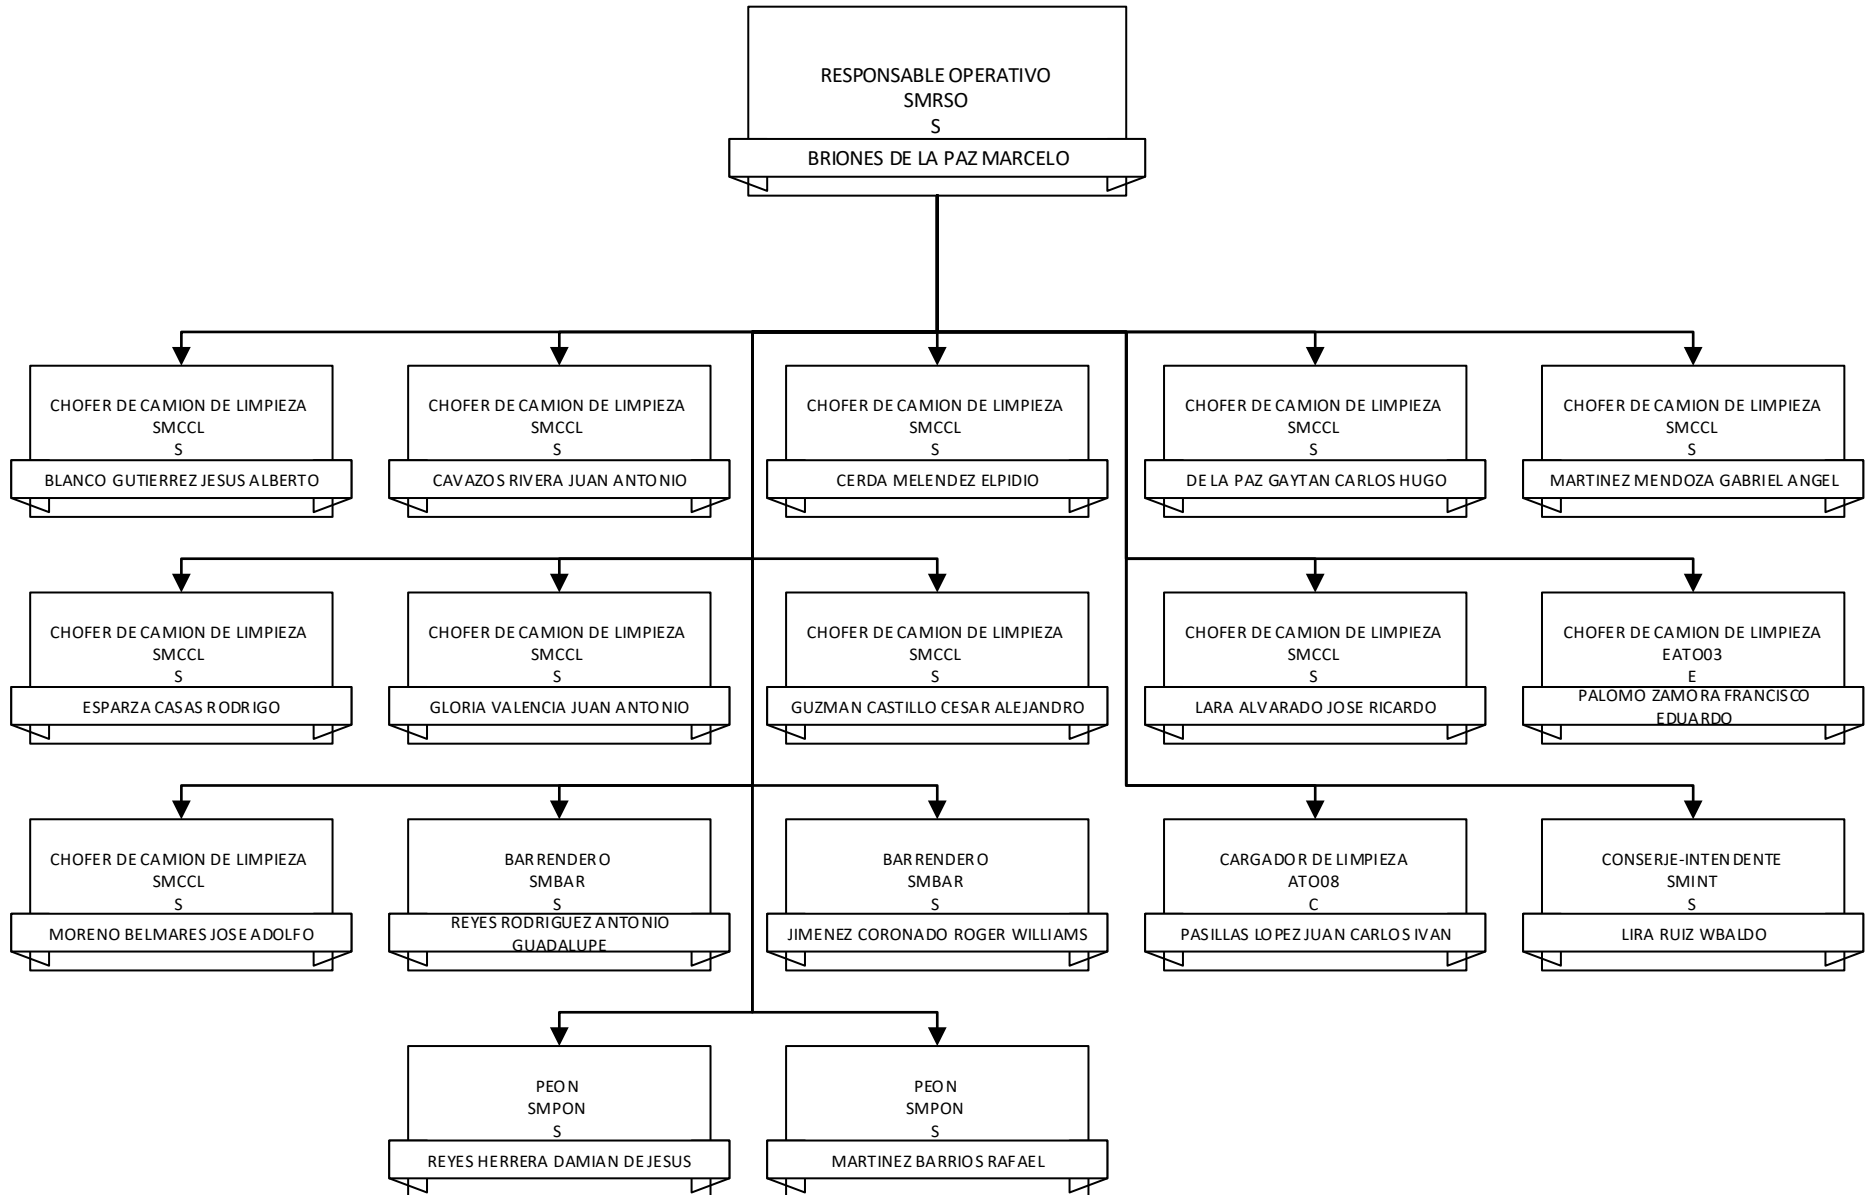 RESPONSABLE OPERATIVO
SMRSO
S
BRIONES DE LA PAZ MARCELO
CHOFER DE CAMION DE LIMPIEZA
SMCCL
S
BLANCO GUTIERREZ JESUS ALBERTO
CHOFER DE CAMION DE LIMPIEZA
SMCCL
S
CAVAZOS RIVERA JUAN ANTONIO
CHOFER DE CAMION DE LIMPIEZA
SMCCL
S
CERDA MELENDEZ ELPIDIO
CHOFER DE CAMION DE LIMPIEZA
SMCCL
S
DE LA PAZ GAYTAN CARLOS HUGO
CHOFER DE CAMION DE LIMPIEZA
SMCCL
S
MARTINEZ MENDOZA GABRIEL ANGEL
CHOFER DE CAMION DE LIMPIEZA
SMCCL
S
ESPARZA CASAS RODRIGO
CHOFER DE CAMION DE LIMPIEZA
SMCCL
S
GLORIA VALENCIA JUAN ANTONIO
CHOFER DE CAMION DE LIMPIEZA
SMCCL
S
GUZMAN CASTILLO CESAR ALEJANDRO
CHOFER DE CAMION DE LIMPIEZA
SMCCL
S
LARA ALVARADO JOSE RICARDO
CHOFER DE CAMION DE LIMPIEZA
EATO03
E
PALOMO ZAMORA FRANCISCO
EDUARDO
CHOFER DE CAMION DE LIMPIEZA
SMCCL
S
MORENO BELMARES JOSE ADOLFO
BARRENDERO
SMBAR
S
REYES RODRIGUEZ ANTONIO
GUADALUPE
BARRENDERO
SMBAR
S
JIMENEZ CORONADO ROGER WILLIAMS
CARGADOR DE LIMPIEZA
ATO08
C
PASILLAS LOPEZ JUAN CARLOS IVAN
CONSERJE-INTENDENTE
SMINT
S
LIRA RUIZ WBALDO
PEON
SMPON
S
REYES HERRERA DAMIAN DE JESUS
PEON
SMPON
S
MARTINEZ BARRIOS RAFAEL